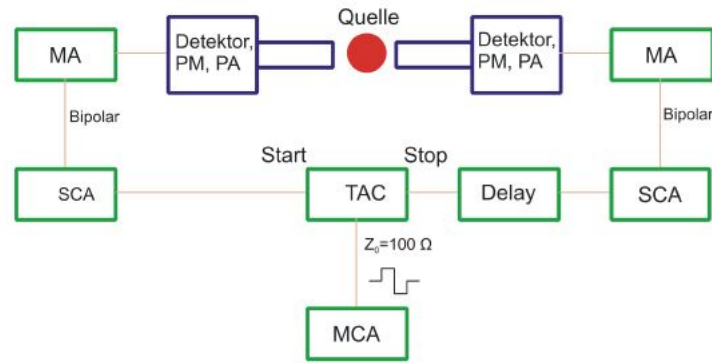 Quelle
MA
Detektor,
PM, PA
Detektor,
PM, PA
MA
Bipolar
Bipolar
Start
Stop
SCA
TAC
Delay
SCA
Z₀=100 Ω
MCA